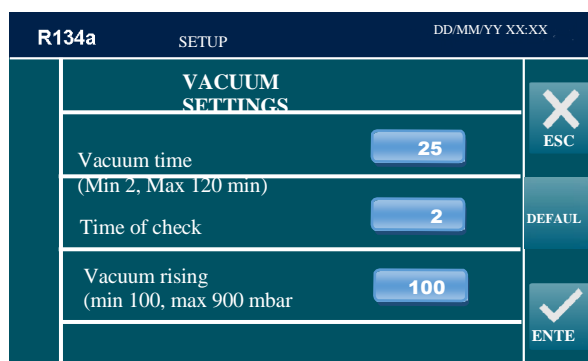 R134a SETUP DD/MM/YY XX:XX
VACUUM
SETTINGS
ESC
Vacuum time 25
(Min 2, Max 120 min)
Time of check 2
DEFAUL
Vacuum rising
(min 100, max 900 mbar 100
ENTE